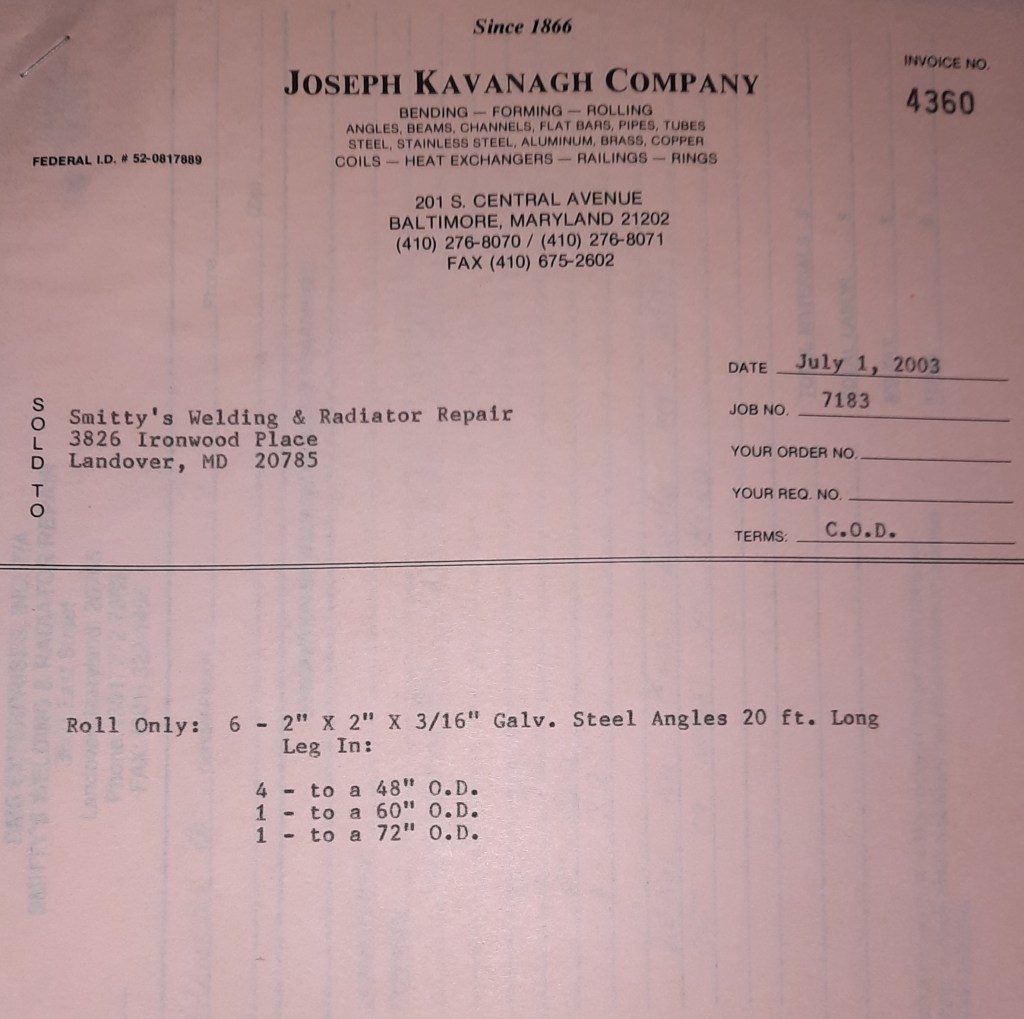 Since 1866
JOSEPH KAVANAGH COMPANY
INVOICE NO.
4360
BENDING — FORMING — ROLLING
ANGLES, BEAMS, CHANNELS, FLAT BARS, PIPES, TUBES
STEEL, STAINLESS STEEL, ALUMINUM, BRASS, COPPER
COILS — HEAT EXCHANGERS — RAILINGS — RINGS
FEDERAL I.D. # 52-0817889
201 S. CENTRAL AVENUE
BALTIMORE, MARYLAND 21202
(410) 276-8070 / (410) 276-8071
FAX (410) 675-2602
DATE July 1, 2003
JOB NO. 7183
YOUR ORDER NO.
YOUR REQ. NO.
TERMS: C.O.D.
SOLD TO
Smitty's Welding & Radiator Repair
3826 Ironwood Place
Landover, MD 20785
Roll Only: 6 - 2" X 2" X 3/16" Galv. Steel Angles 20 ft. Long
Leg In:
4 - to a 48" O.D.
1 - to a 60" O.D.
1 - to a 72" O.D.